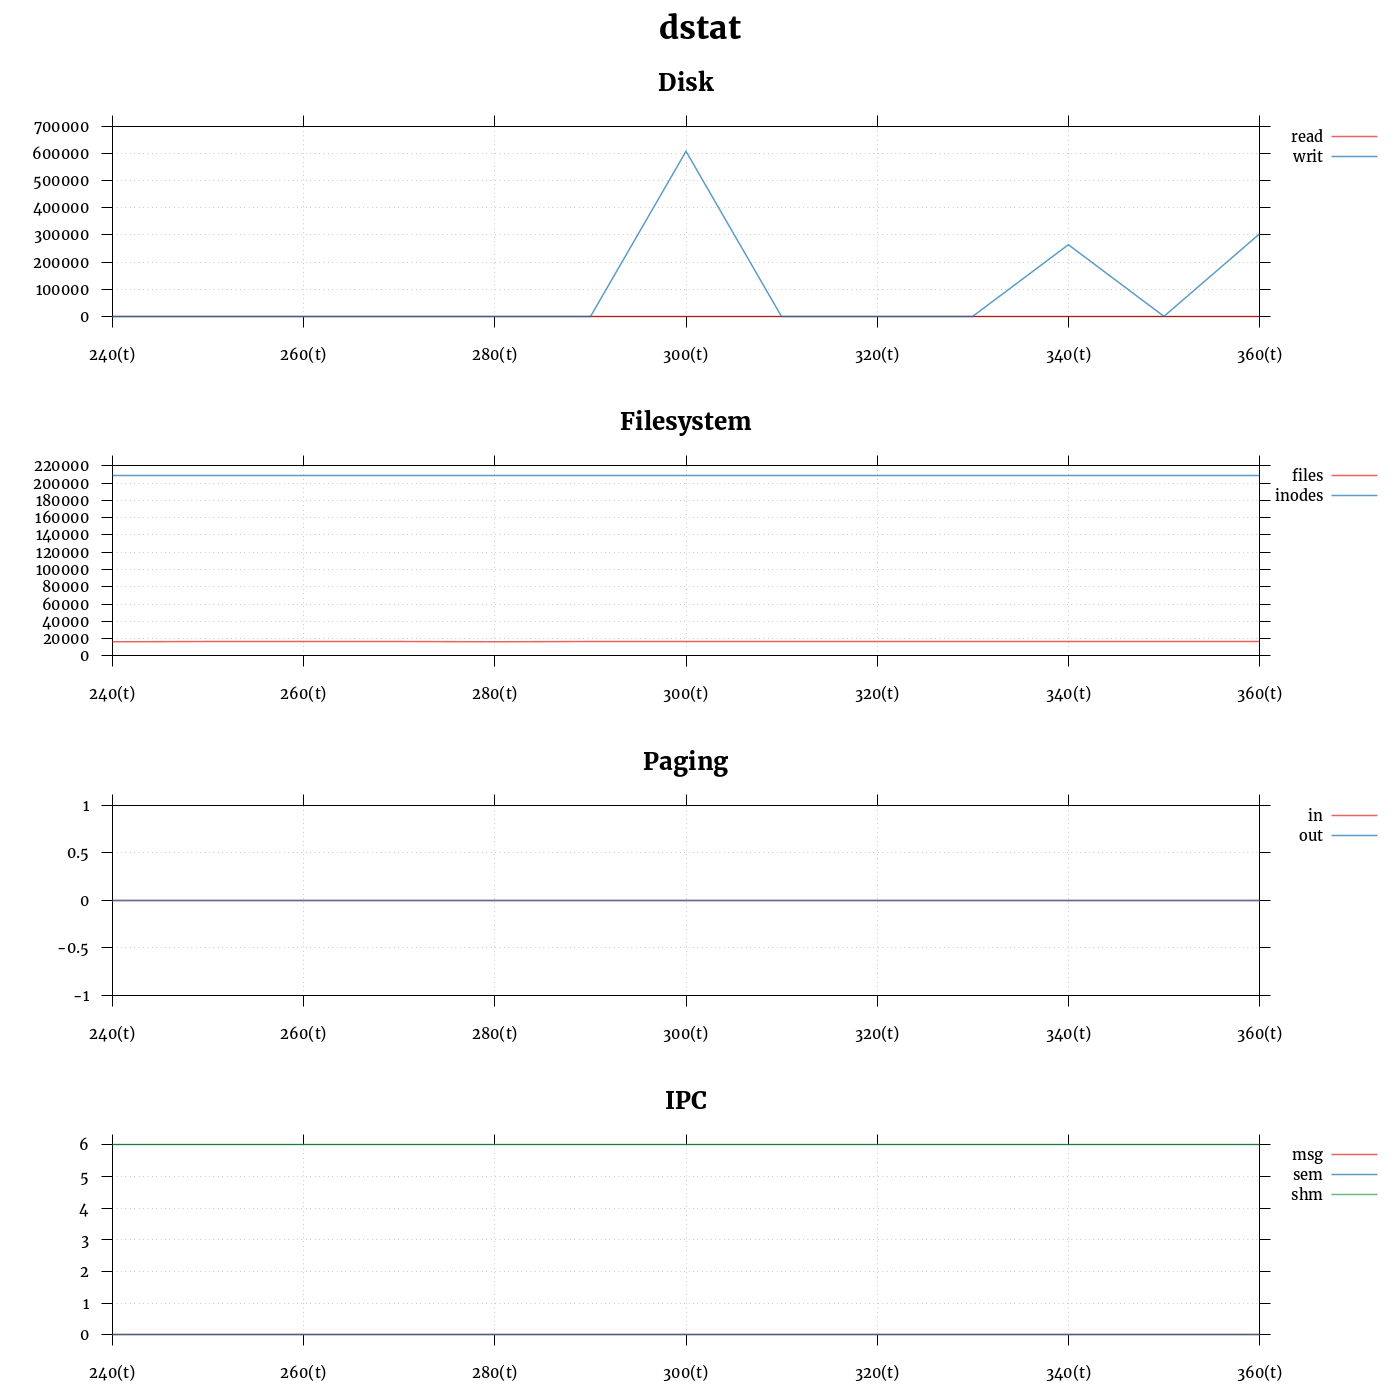 dstat
Disk
700000
600000
500000
400000
300000
200000
100000
0
240(t) 260(t) 280(t) 300(t) 320(t) 340(t) 360(t)
read
writ
Filesystem
220000
200000
180000
160000
140000
120000
100000
80000
60000
40000
20000
0
240(t) 260(t) 280(t) 300(t) 320(t) 340(t) 360(t)
files
inodes
Paging
1
0.5
0
-0.5
-1
240(t) 260(t) 280(t) 300(t) 320(t) 340(t) 360(t)
in
out
IPC
6
5
4
3
2
1
0
240(t) 260(t) 280(t) 300(t) 320(t) 340(t) 360(t)
msg
sem
shm